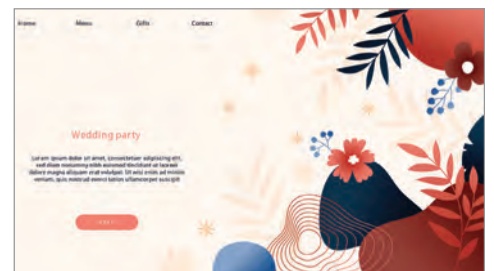 Home Menu Gifts Contact
Wedding party
Lorem ipsum dolor sit amet, consectetuer adipiscing elit,
sed diam nonummy nibh euismod tincidunt ut laoreet
dolore magna aliquam erat volutpat. Ut wisi enim ad minim
veniam, quis nostrud exerci tation ullamcorper suscipit